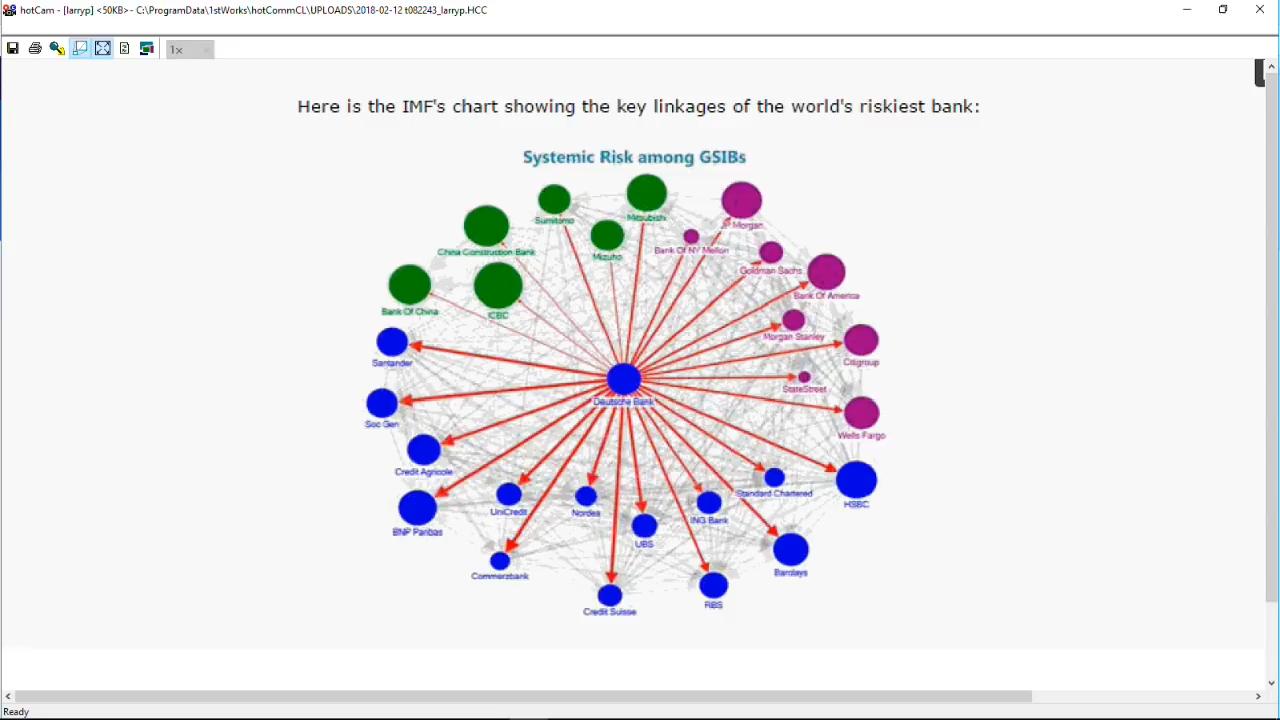 hotCam - [larryp] <50KB> - C:\ProgramData\1stWorks\hotCommCL\UPLOADS\2018-02-12 t082243_larryp.HCC
1x
Here is the IMF's chart showing the key linkages of the world's riskiest bank:
Systemic Risk among GSIBs
Sumitomo
Mitsubishi
JP Morgan
China Construction Bank
Mizuho
Bank Of NY Mellon
Goldman Sachs
Bank Of America
Bank Of China
ICBC
Morgan Stanley
Santander
Citigroup
StateStreet
Deutsche Bank
Soc Gen
Wells Fargo
Credit Agricole
Standard Chartered
HSBC
UniCredit
Nordea
ING Bank
BNP Paribas
UBS
Commerzbank
Barclays
Credit Suisse
RBS
Ready